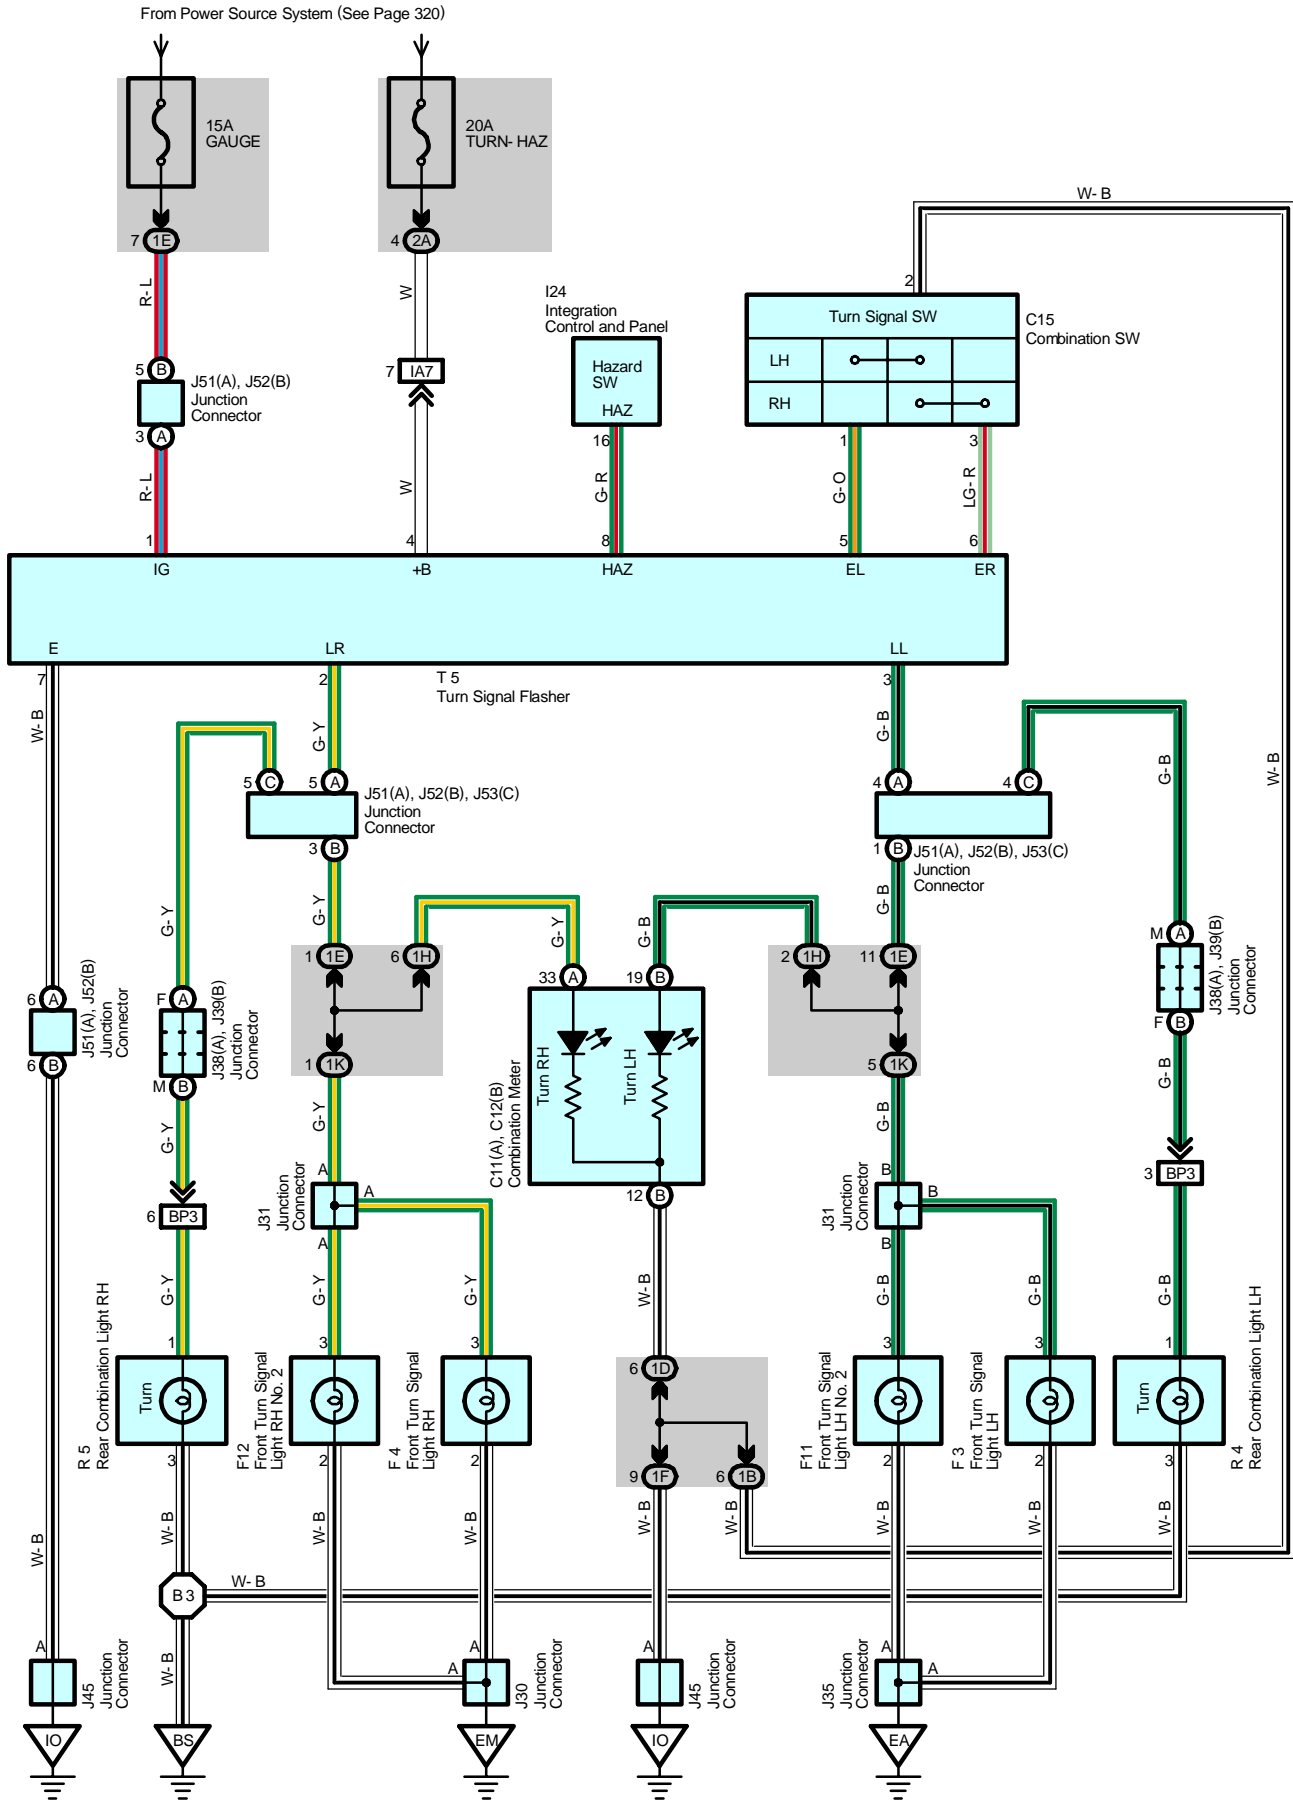 From Power Source System (See Page 320)
15A
GAUGE
20A
TURN- HAZ
7 1E
4 2A
W- B
R- L
W
2
I24
Integration
Control and Panel
Turn Signal SW
C15
Combination SW
LH
RH
Hazard
SW
HAZ
5 B
J51(A), J52(B)
Junction
Connector
3 A
7 IA7
16
1
3
R- L
W
G- R
G- O
LG- R
1
4
8
5
6
IG
+B
HAZ
EL
ER
E
LR
LL
7
2
T 5
Turn Signal Flasher
3
W- B
G- Y
G- B
G- B
W- B
5 C
5 A
J51(A), J52(B), J53(C)
Junction
Connector
3 B
4 A
4 C
1 B
J51(A), J52(B), J53(C)
Junction
Connector
G- Y
G- Y
G- Y
G- B
G- B
1 1E
6 1H
33 A
19 B
2 1H
11 1E
M A
J38(A), J39(B)
Junction
Connector
F B
6 A
J51(A), J52(B)
Junction
Connector
6 B
F A
J38(A), J39(B)
Junction
Connector
M B
1 1K
Turn RH
Turn LH
C11(A), C12(B)
Combination Meter
5 1K
G- Y
G- Y
G- B
G- B
12 B
6 BP3
3 BP3
A
A
J31
Junction
Connector
A
B
B
J31
Junction
Connector
B
G- Y
G- Y
G- Y
W- B
G- B
G- B
G- B
1
3
3
3
3
1
R 5
Rear Combination Light RH
Turn
F12
Front Turn Signal
Light RH No. 2
F 4
Front Turn Signal
Light RH
6 1D
9 1F
6 1B
F11
Front Turn Signal
Light LH No. 2
F 3
Front Turn Signal
Light LH
Turn
R 4
Rear Combination Light LH
3
2
2
2
2
3
W- B
W- B
W- B
W- B
W- B
W- B
W- B
W- B
W- B
B 3
W- B
W- B
A
J45
Junction
Connector
A
A
J30
Junction
Connector
A
J45
Junction
Connector
A
A
J35
Junction
Connector
IO
BS
EM
IO
EA